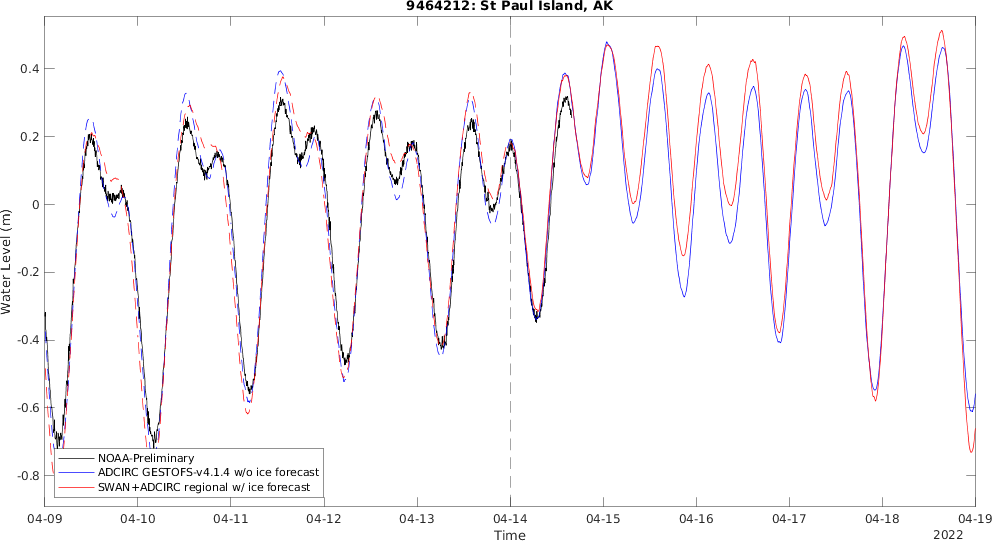 9464212: St Paul Island, AK
Water Level (m)
0.4
0.2
0
-0.2
-0.4
-0.6
-0.8
NOAA-Preliminary
ADCIRC GESTOFS-v4.1.4 w/o ice forecast
SWAN+ADCIRC regional w/ ice forecast
04-09 04-10 04-11 04-12 04-13 04-14 04-15 04-16 04-17 04-18 04-19
Time
2022